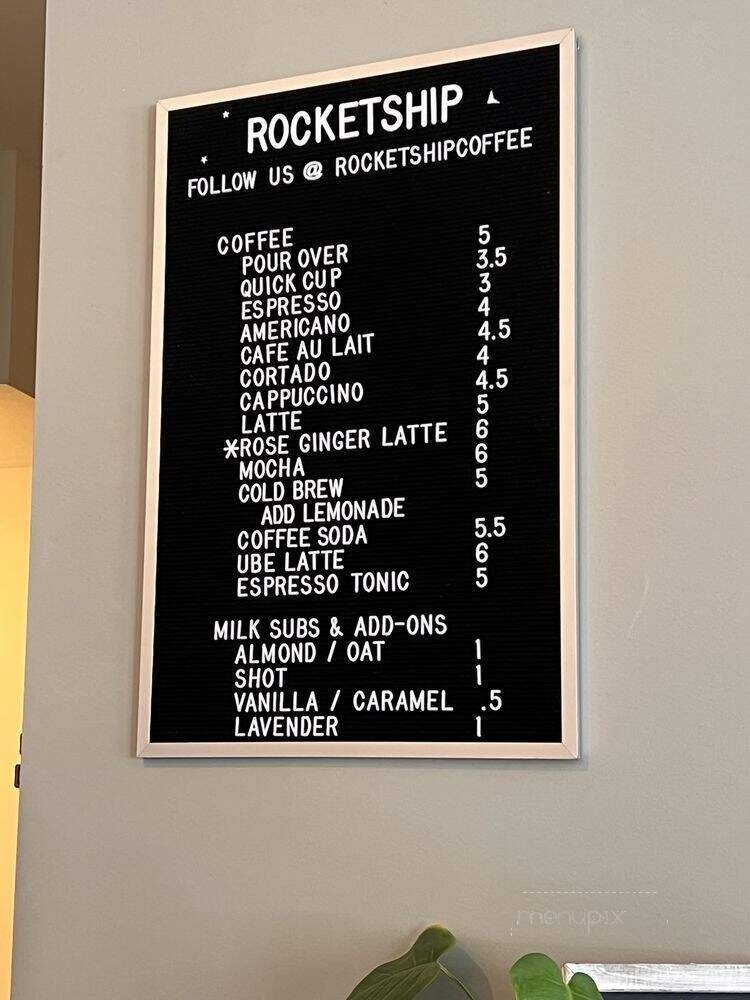 ROCKETSHIP
FOLLOW US @ ROCKETSHIPCOFFEE
COFFEE
POUR OVER 5
QUICK CUP 3.5
ESPRESSO 3
AMERICANO 4
CAFE AU LAIT 4.5
CORTADO 4
CAPPUCCINO 4.5
LATTE 5
*ROSE GINGER LATTE 6
MOCHA 6
COLD BREW 5
ADD LEMONADE
COFFEE SODA 5.5
UBE LATTE 6
ESPRESSO TONIC 5
MILK SUBS & ADD-ONS
ALMOND / OAT 1
SHOT 1
VANILLA / CARAMEL .5
LAVENDER 1
menupix